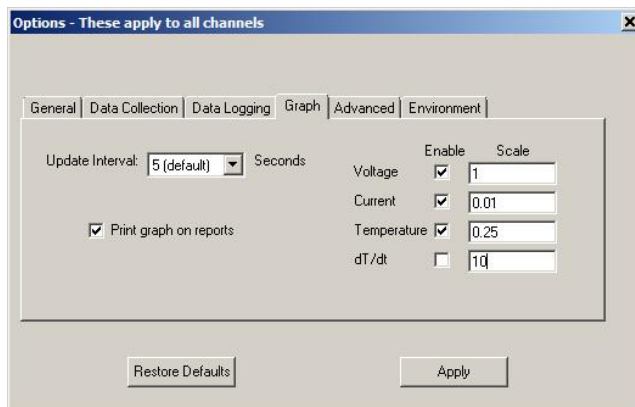 Options - These apply to all channels
General Data Collection Data Logging Graph Advanced Environment
Enable Scale
Update Interval: 5 (default) Seconds
Voltage 1
Current 0.01
Print graph on reports
Temperature 0.25
dT/dt 10
Restore Defaults Apply